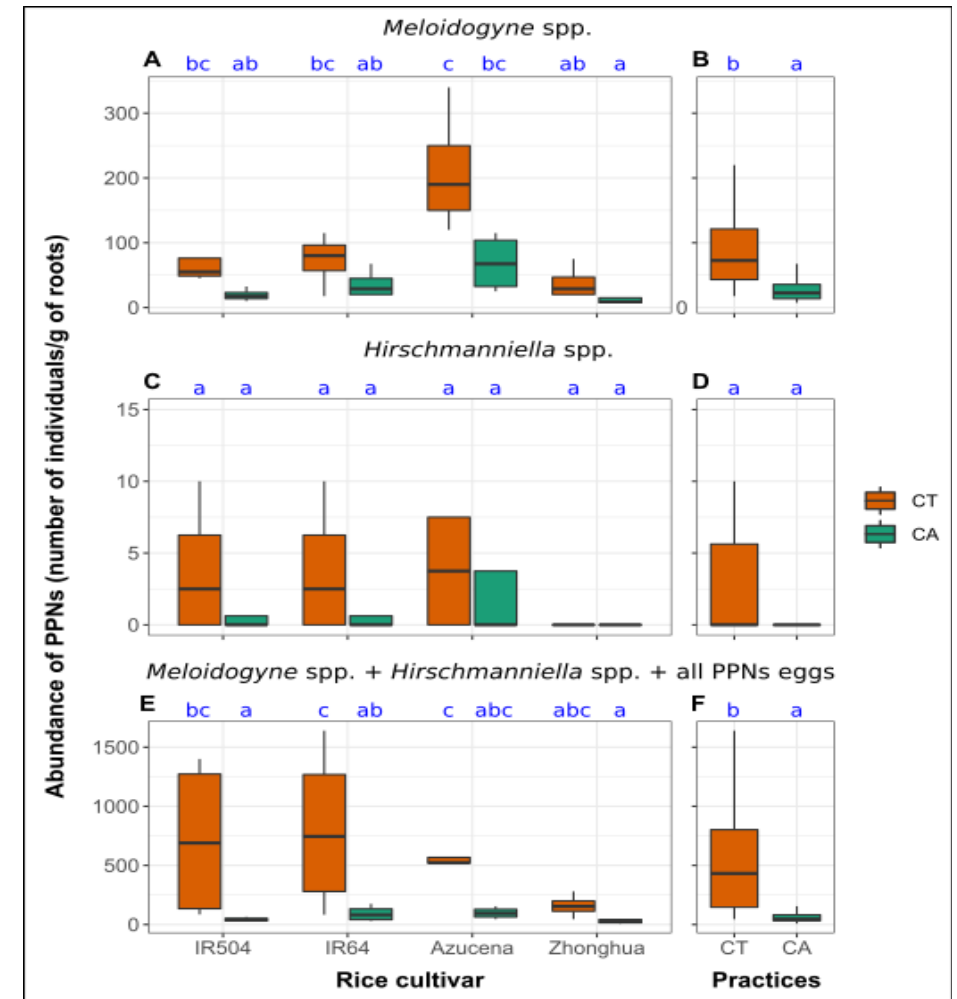 Meloidogyne spp.
A bc ab bc ab c bc ab a B b a
300
200
100
0 0
Hirschmanniella spp.
C a a a a a a a a D a a
15
10
5
0
CT
CA
Meloidogyne spp. + Hirschmanniella spp. + all PPNs eggs
E bc a c ab c abc abc a F b a
1500
1000
500
0
IR504 IR64 Azucena Zhonghua CT CA
Rice cultivar Practices
Abundance of PPNs (number of individuals/g of roots)